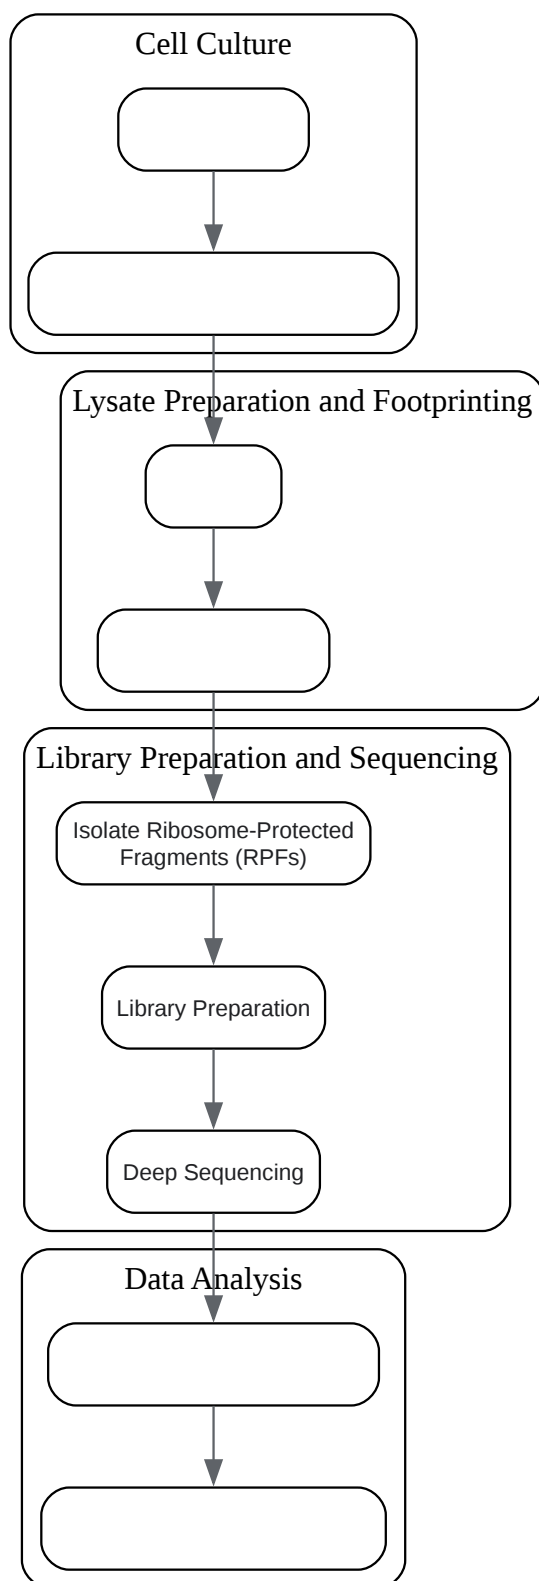 Cell Culture
Lysate Preparation and Footprinting
Library Preparation and Sequencing
Isolate Ribosome-Protected
Fragments (RPFs)
Library Preparation
Deep Sequencing
Data Analysis